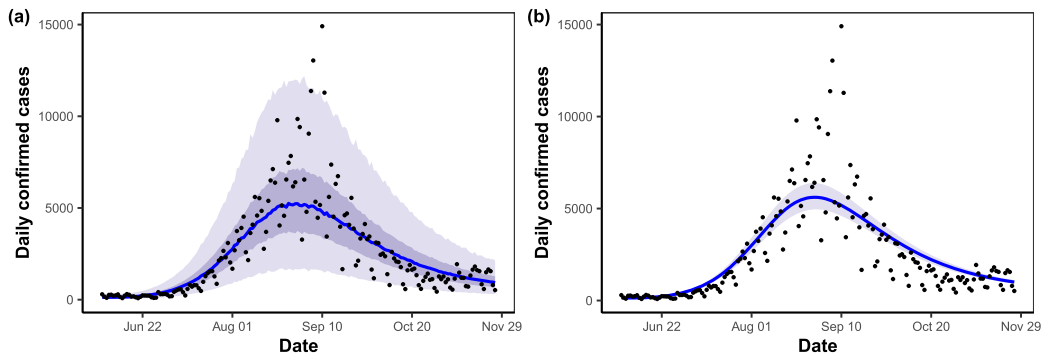 (a)
Daily confirmed cases
15000
10000
5000
0
Jun 22
Aug 01
Sep 10
Oct 20
Nov 29
Date
(b)
Daily confirmed cases
15000
10000
5000
0
Jun 22
Aug 01
Sep 10
Oct 20
Nov 29
Date